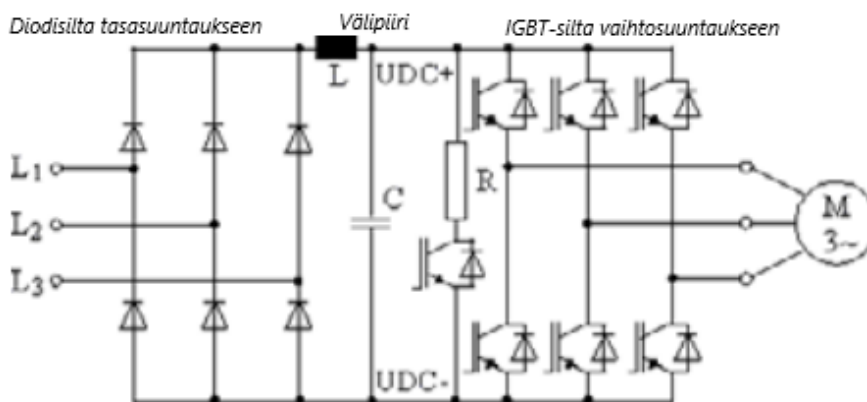 Diodisilta tasasuuntaukseen
Välipiiri
IGBT-silta vaihtosuuntaukseen
L
UDC+
L1
L2
L3
C
R
M
3~
UDC-